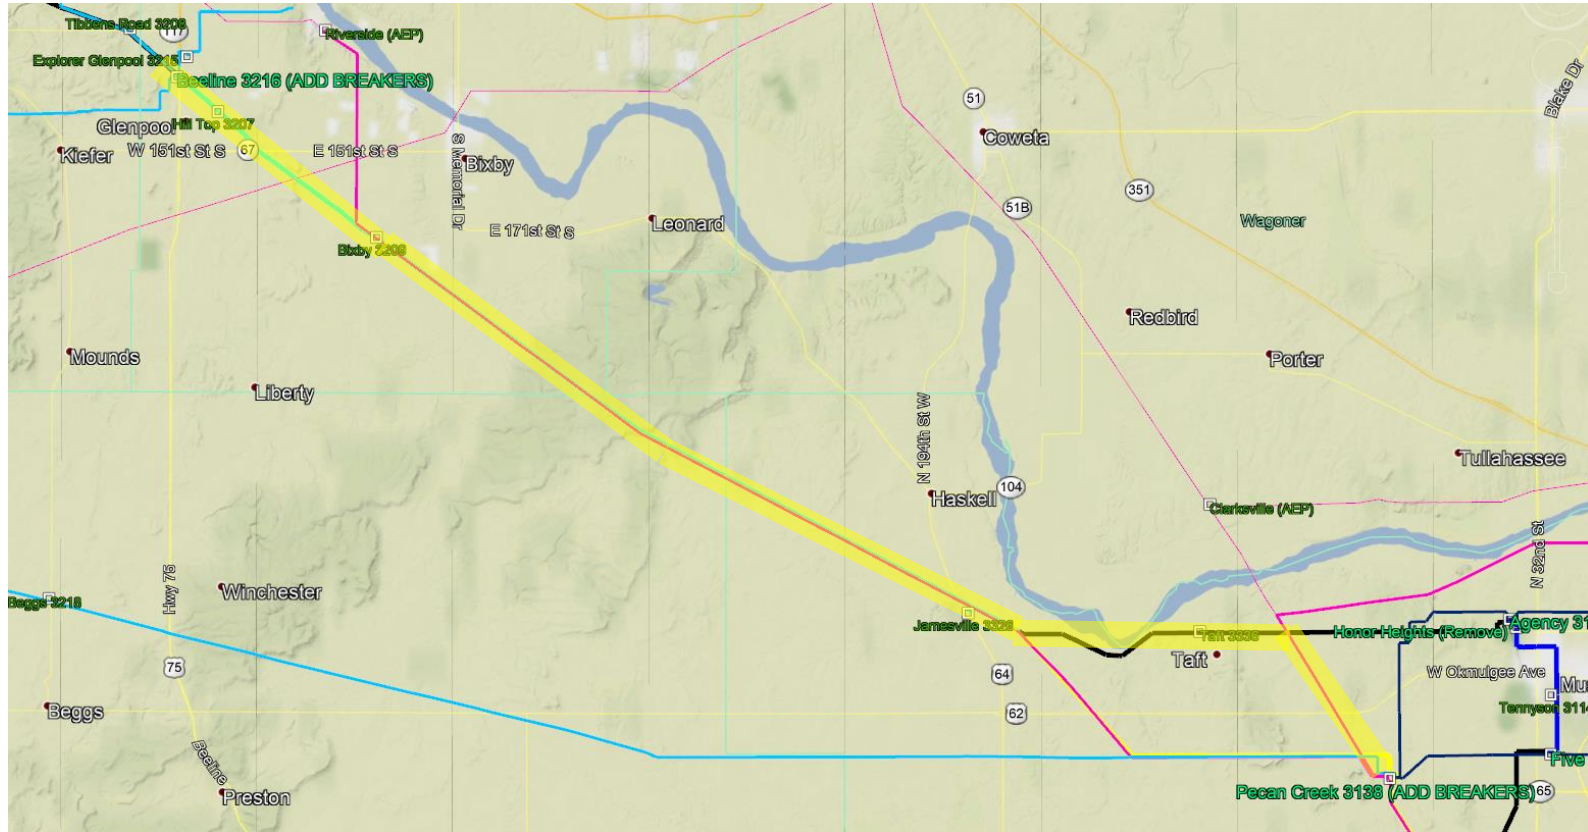 Tibbens Road 3208
117
Riverside (AEP)
Explorer Glenpool 3215
Beeline 3216 (ADD BREAKERS)
Blake Dr
51
Glenpool
Hill Top 3207
Coweta
Kiefer
W 151st St S
67
E 151st St S
S Memorial Dr
Bixby
351
51B
Leonard
E 171st St S
Wagoner
Bixby 3209
Redbird
Mounds
Porter
Liberty
N 194th St W
Tullahassee
104
Haskell
Clarksville (AEP)
N 32nd St
Hwy 75
Winchester
Beggs 3218
Jamesville 3328
Taft 3336
Honor Heights (Remove)
Agency 31
Taft
75
64
W Okmulgee Ave
Mus
62
Tennyson 3114
Beggs
Beeline
Five
Preston
Pecan Creek 3138 (ADD BREAKERS)
65